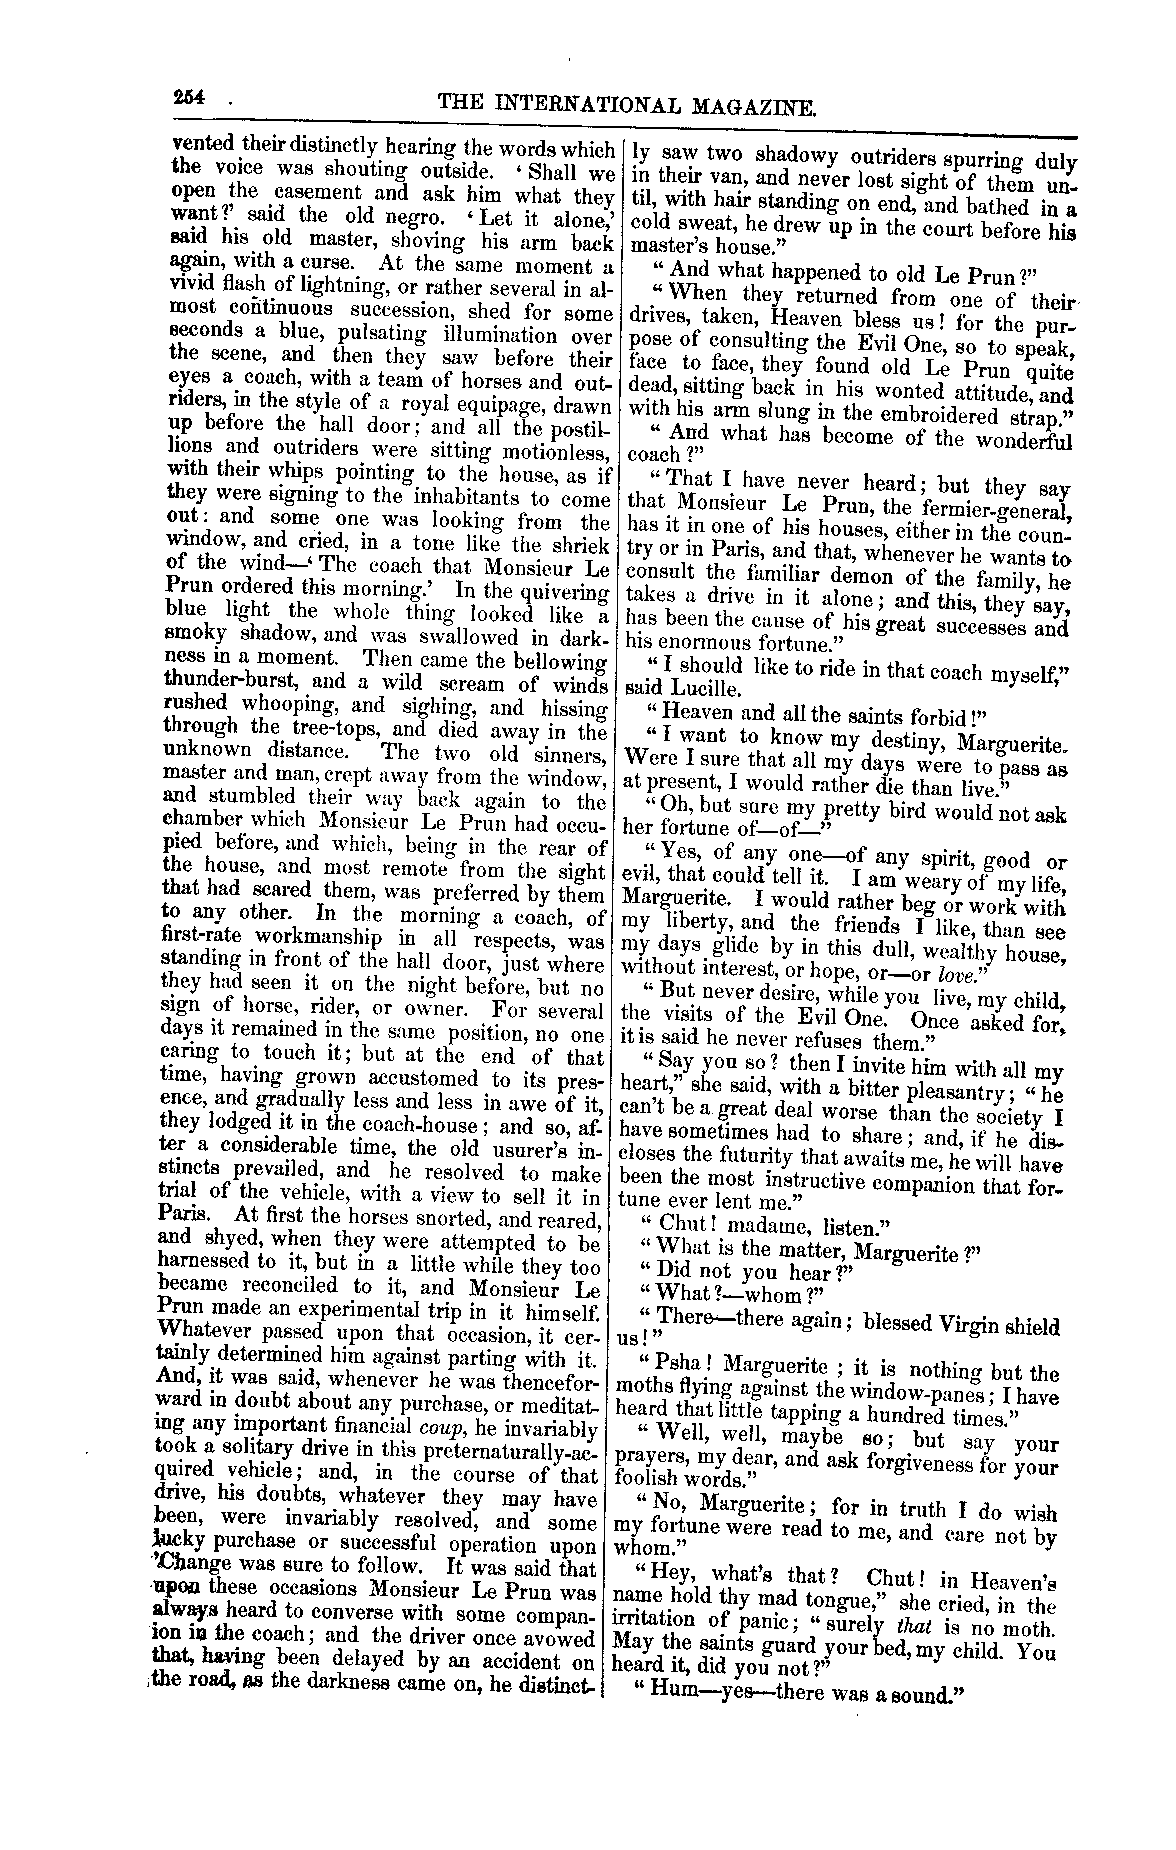 254
THE INTERNATIONAL MAGAZINE.
vented their distinctly hearing the words which
the voice was shouting outside. ‘Shall we
open the casement and ask him what they
want?’ said the old negro. ‘Let it alone,’
said his old master, shoving his arm back
again, with a curse. At the same moment a
vivid flash of lightning, or rather several in al-
most continuous succession, shed for some
seconds a blue, pulsating illumination over
the scene, and then they saw before their
eyes a coach, with a team of horses and out-
riders, in the style of a royal equipage, drawn
up before the hall door; and all the postil-
lions and outriders were sitting motionless,
with their whips pointing to the house, as if
they were signing to the inhabitants to come
out: and some one was looking from the
window, and cried, in a tone like the shriek
of the wind—‘The coach that Monsieur Le
Prun ordered this morning.’ In the quivering
blue light the whole thing looked like a
smoky shadow, and was swallowed in dark-
ness in a moment. Then came the bellowing
thunder-burst, and a wild scream of winds
rushed whooping, and sighing, and hissing
through the tree-tops, and died away in the
unknown distance. The two old sinners,
master and man, crept away from the window,
and stumbled their way back again to the
chamber which Monsieur Le Prun had occu-
pied before, and which, being in the rear of
the house, and most remote from the sight
that had scared them, was preferred by them
to any other. In the morning a coach, of
first-rate workmanship in all respects, was
standing in front of the hall door, just where
they had seen it on the night before, but no
sign of horse, rider, or owner. For several
days it remained in the same position, no one
caring to touch it; but at the end of that
time, having grown accustomed to its pres-
ence, and gradually less and less in awe of it,
they lodged it in the coach-house; and so, af-
ter a considerable time, the old usurer's in-
stincts prevailed, and he resolved to make
trial of the vehicle, with a view to sell it in
Paris. At first the horses snorted, and reared,
and shyed, when they were attempted to be
harnessed to it, but in a little while they too
became reconciled to it, and Monsieur Le
Prun made an experimental trip in it himself.
Whatever passed upon that occasion, it cer-
tainly determined him against parting with it.
And, it was said, whenever he was thencefor-
ward in doubt about any purchase, or meditat-
ing any important financial coup, he invariably
took a solitary drive in this preternaturally-ac-
quired vehicle; and, in the course of that
drive, his doubts, whatever they may have
been, were invariably resolved, and some
lucky purchase or successful operation upon
'Change was sure to follow. It was said that
upon these occasions Monsieur Le Prun was
always heard to converse with some compan-
ion in the coach; and the driver once avowed
that, having been delayed by an accident on
the road, as the darkness came on, he distinct-
ly saw two shadowy outriders spurring duly
in their van, and never lost sight of them un-
til, with hair standing on end, and bathed in a
cold sweat, he drew up in the court before his
master's house.”
“And what happened to old Le Prun?”
“When they returned from one of their
drives, taken, Heaven bless us! for the pur-
pose of consulting the Evil One, so to speak,
face to face, they found old Le Prun quite
dead, sitting back in his wonted attitude, and
with his arm slung in the embroidered strap.”
“And what has become of the wonderful
coach?”
“That I have never heard; but they say
that Monsieur Le Prun, the fermier-general,
has it in one of his houses, either in the coun-
try or in Paris, and that, whenever he wants to
consult the familiar demon of the family, he
takes a drive in it alone; and this, they say,
has been the cause of his great successes and
his enormous fortune.”
“I should like to ride in that coach myself,”
said Lucille.
“Heaven and all the saints forbid!”
“I want to know my destiny, Marguerite.
Were I sure that all my days were to pass as
at present, I would rather die than live.”
“Oh, but sure my pretty bird would not ask
her fortune of—of—”
“Yes, of any one—of any spirit, good or
evil, that could tell it. I am weary of my life,
Marguerite. I would rather beg or work with
my liberty, and the friends I like, than see
my days glide by in this dull, wealthy house,
without interest, or hope, or—or love.”
“But never desire, while you live, my child,
the visits of the Evil One. Once asked for,
it is said he never refuses them.”
“Say you so? then I invite him with all my
heart,” she said, with a bitter pleasantry; “he
can't be a great deal worse than the society I
have sometimes had to share; and, if he dis-
closes the futurity that awaits me, he will have
been the most instructive companion that for-
tune ever lent me.”
“Chut! madame, listen.”
“What is the matter, Marguerite?”
“Did not you hear?”
“What?—whom?”
“There—there again; blessed Virgin shield
us!”
“Psha! Marguerite; it is nothing but the
moths flying against the window-panes; I have
heard that little tapping a hundred times.”
“Well, well, maybe so; but say your
prayers, my dear, and ask forgiveness for your
foolish words.”
“No, Marguerite; for in truth I do wish
my fortune were read to me, and care not by
whom.”
“Hey, what's that? Chut! in Heaven's
name hold thy mad tongue,” she cried, in the
irritation of panic; “surely that is no moth.
May the saints guard your bed, my child. You
heard it, did you not?”
“Hum—yes—there was a sound.”